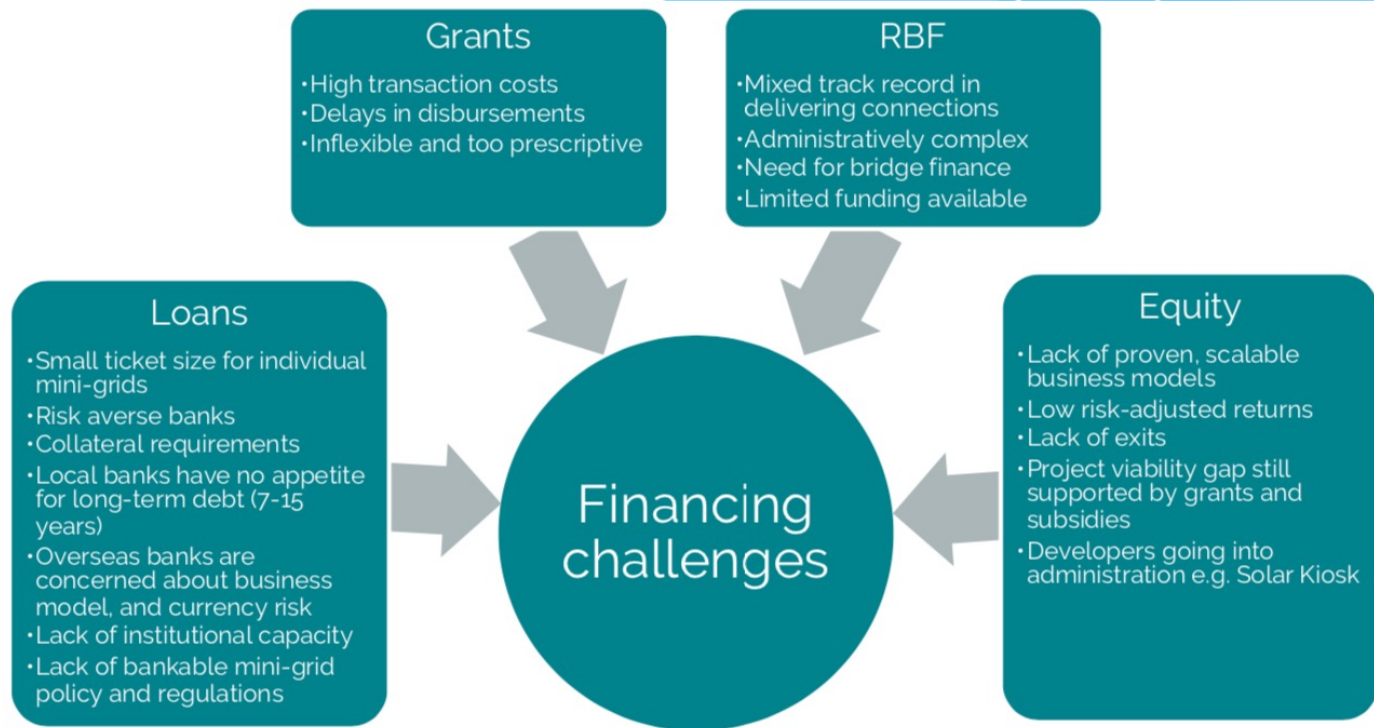 Grants
•High transaction costs
•Delays in disbursements
•Inflexible and too prescriptive
RBF
•Mixed track record in
delivering connections
•Administratively complex
•Need for bridge finance
•Limited funding available
Loans
•Small ticket size for individual
mini-grids
•Risk averse banks
•Collateral requirements
•Local banks have no appetite
for long-term debt (7-15
years)
•Overseas banks are
concerned about business
model, and currency risk
•Lack of institutional capacity
•Lack of bankable mini-grid
policy and regulations
Financing
challenges
Equity
•Lack of proven, scalable
business models
•Low risk-adjusted returns
•Lack of exits
•Project viability gap still
supported by grants and
subsidies
•Developers going into
administration e.g. Solar Kiosk